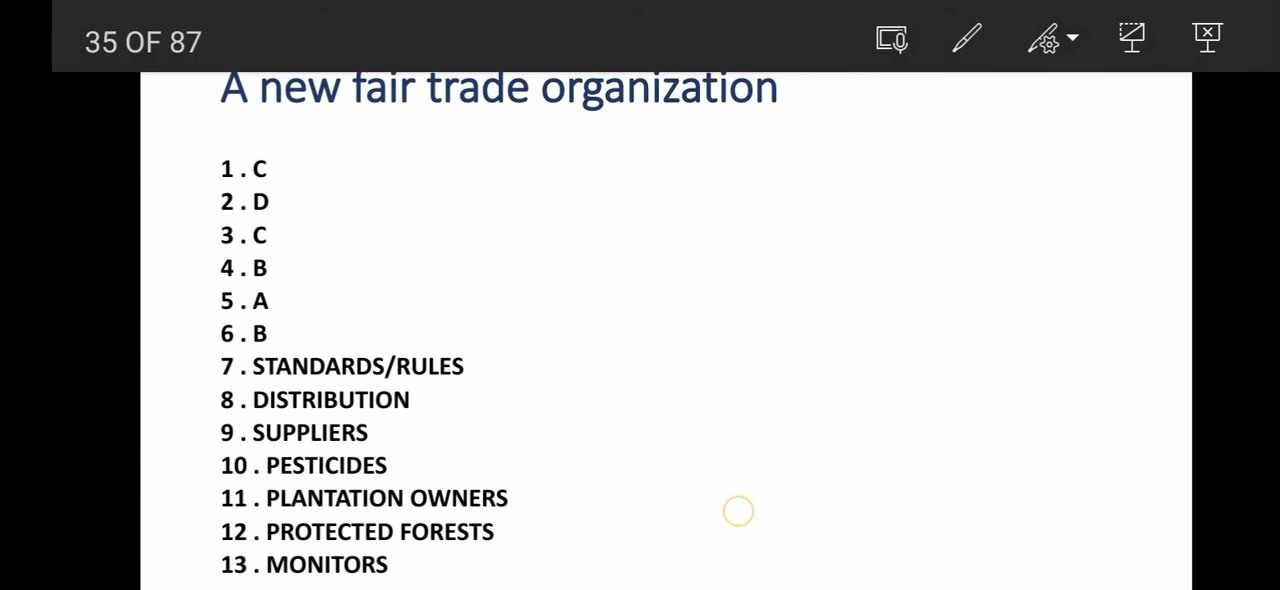 35 OF 87
A new fair trade organization
1 . C
2 . D
3 . C
4 . B
5 . A
6 . B
7 . STANDARDS/RULES
8 . DISTRIBUTION
9 . SUPPLIERS
10 . PESTICIDES
11 . PLANTATION OWNERS
12 . PROTECTED FORESTS
13 . MONITORS